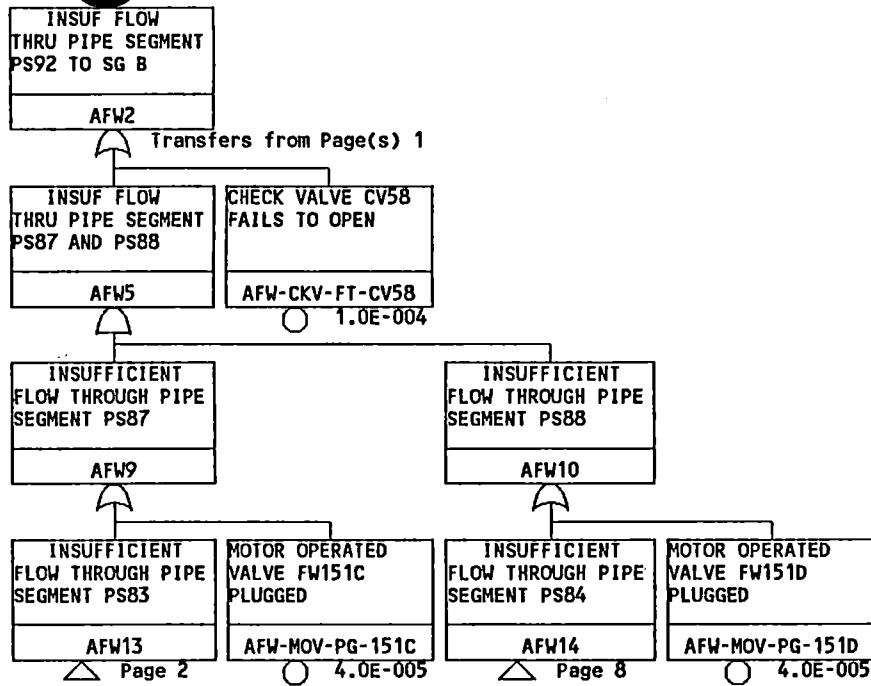 INSUF FLOW
THRU PIPE SEGMENT
PS92 TO SG B
AFW2
Transfers from Page(s) 1
INSUF FLOW
THRU PIPE SEGMENT
PS87 AND PS88
AFW5
CHECK VALVE CV58
FAILS TO OPEN
AFW-CKV-FT-CV58
1.0E-004
INSUFFICIENT
FLOW THROUGH PIPE
SEGMENT PS87
AFW9
INSUFFICIENT
FLOW THROUGH PIPE
SEGMENT PS88
AFW10
INSUFFICIENT
FLOW THROUGH PIPE
SEGMENT PS83
AFW13
Page 2
MOTOR OPERATED
VALVE FW151C
PLUGGED
AFW-MOV-PG-151C
4.0E-005
INSUFFICIENT
FLOW THROUGH PIPE
SEGMENT PS84
AFW14
Page 8
MOTOR OPERATED
VALVE FW151D
PLUGGED
AFW-MOV-PG-151D
4.0E-005